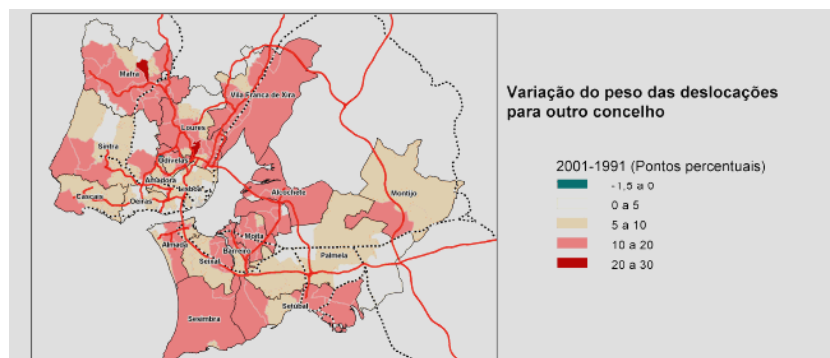 Mafra
Vila Franca de Xira
Loures
Sintra
Odivelas
Amadora
Lisboa
Cascais
Oeiras
Alcochete
Montijo
Moita
Almada
Barreiro
Seixal
Palmela
Setúbal
Sesimbra
Variação do peso das deslocações
para outro concelho
2001-1991 (Pontos percentuais)
-1,5 a 0
0 a 5
5 a 10
10 a 20
20 a 30